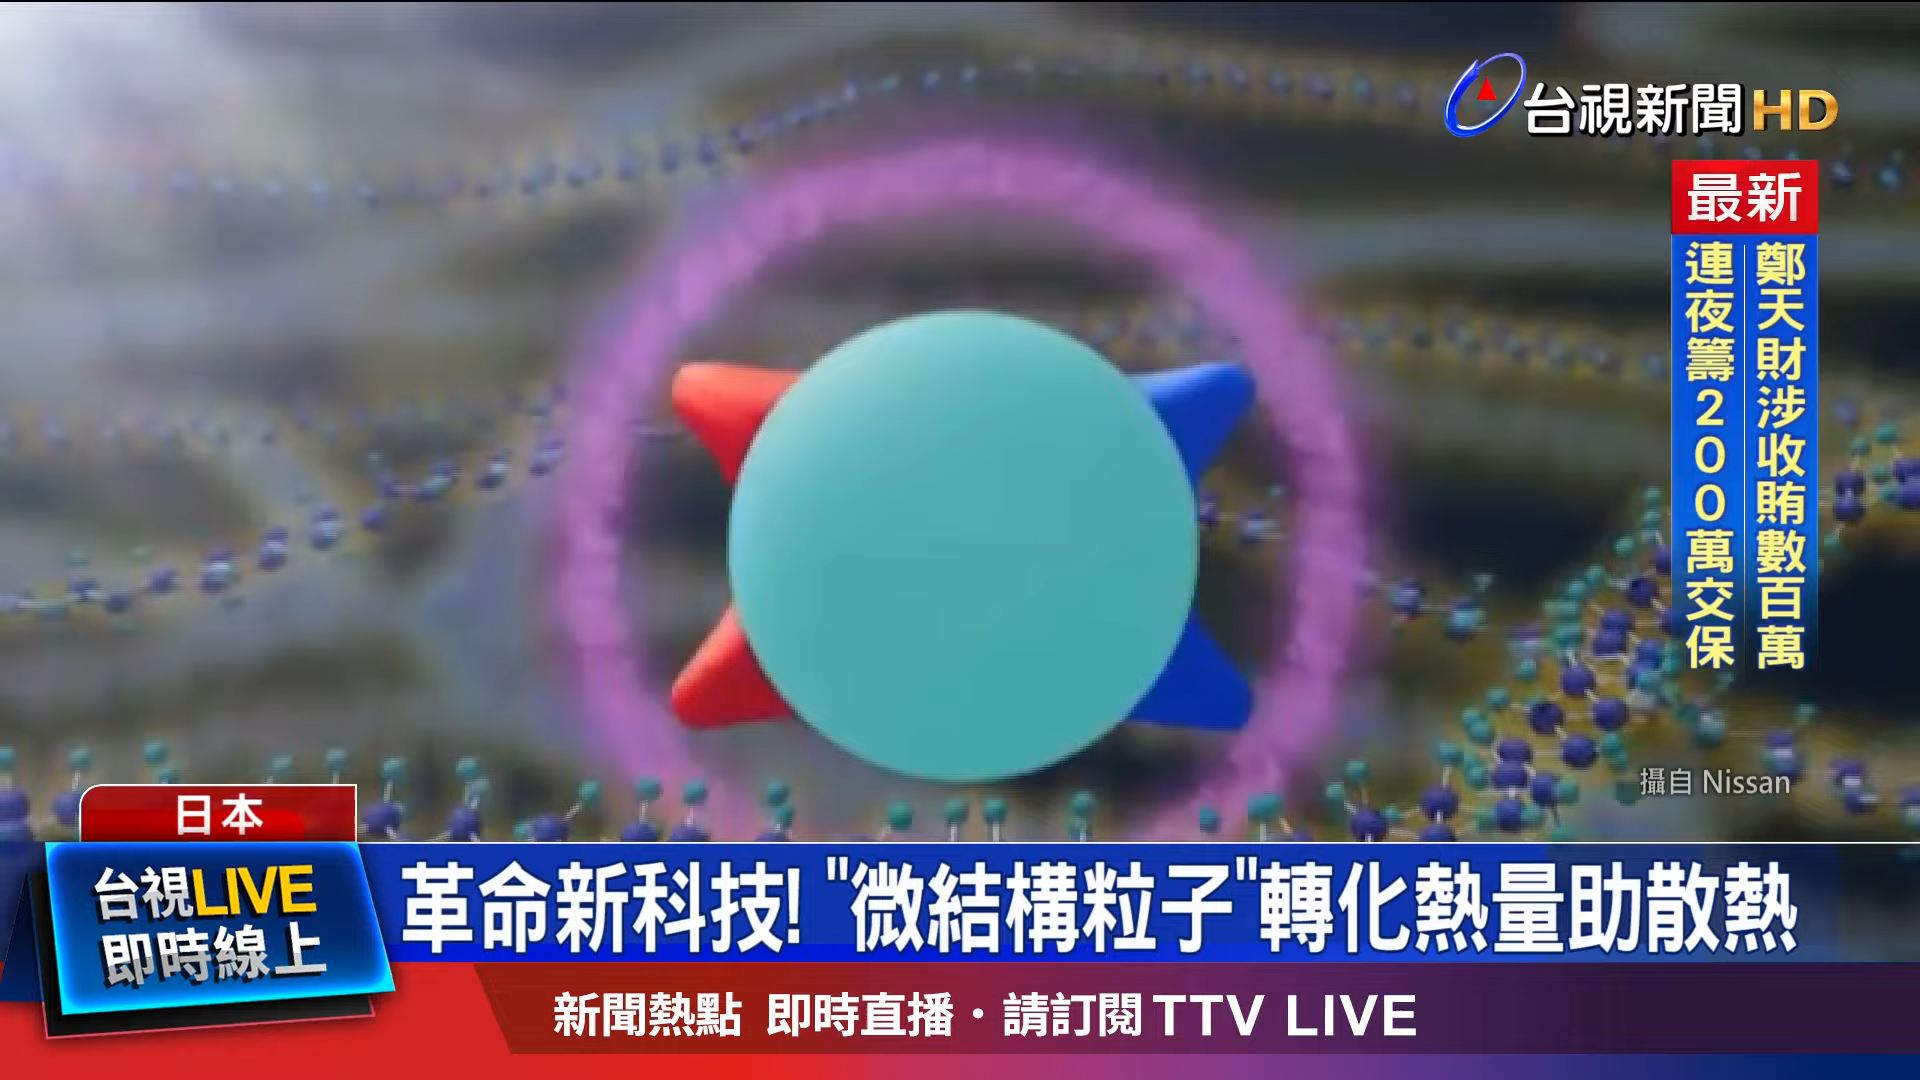 台視新聞HD
最新
鄭天財涉收賄數百萬
連夜籌200萬交保
攝自 Nissan
日本
台視LIVE
即時線上
革命新科技! "微結構粒子"轉化熱量助散熱
新聞熱點 即時直播·請訂閱TTV LIVE